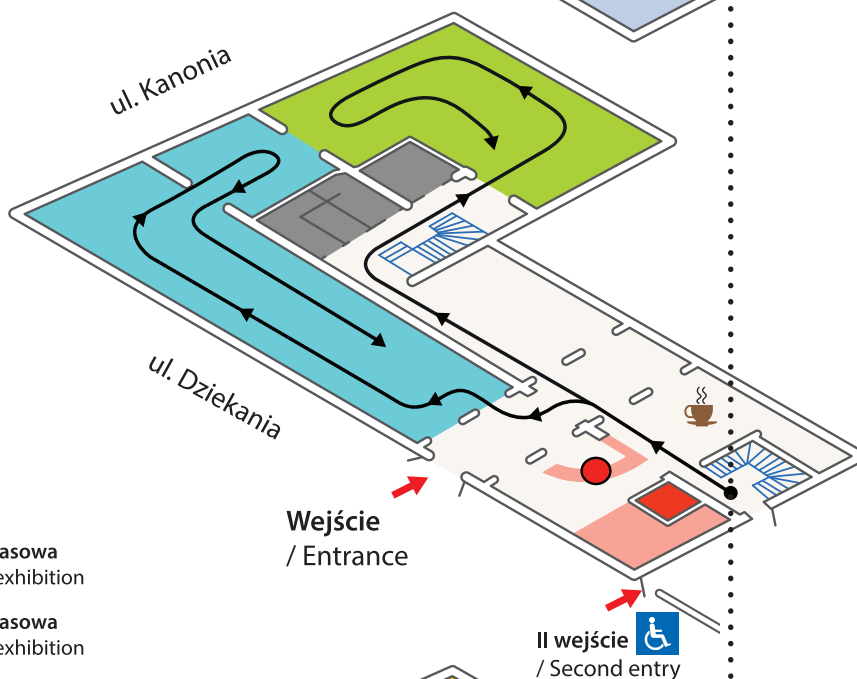 ul. Kanonia
ul. Dziekania
Wejście
/ Entrance
asowa
exhibition
asowa
exhibition
II wejście
/ Second entry